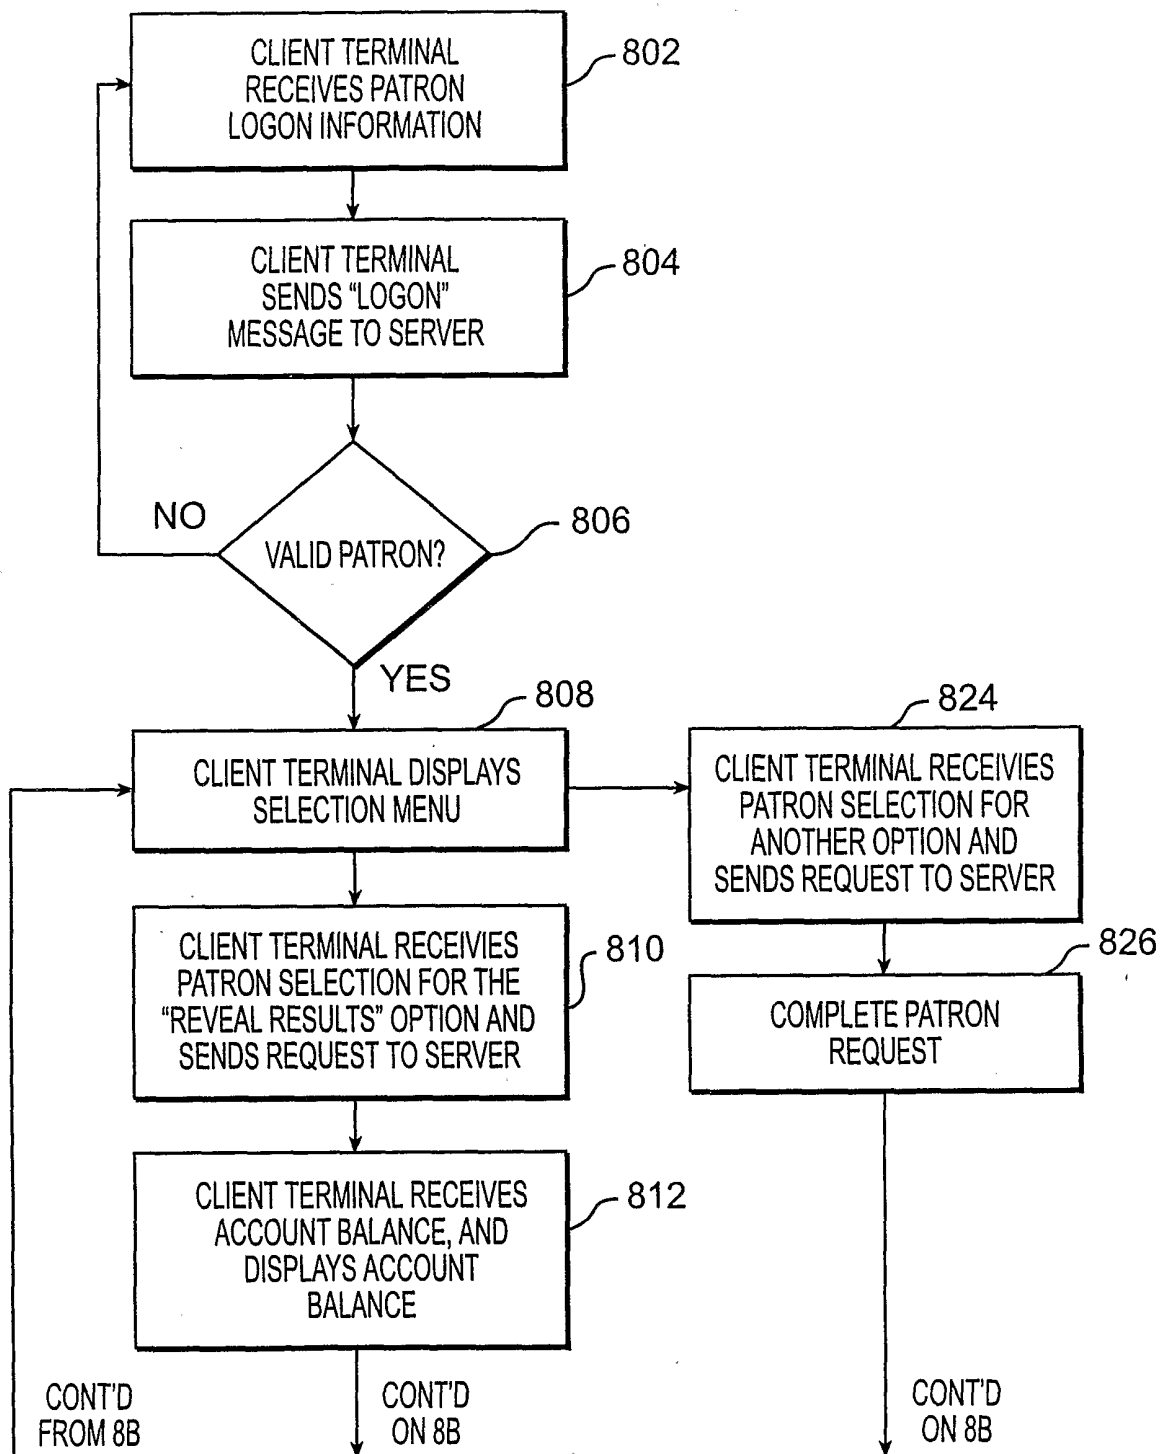 CLIENT TERMINAL
RECEIVES PATRON
LOGON INFORMATION
802
CLIENT TERMINAL
SENDS “LOGON”
MESSAGE TO SERVER
804
NO
VALID PATRON?
806
YES
808
CLIENT TERMINAL DISPLAYS
SELECTION MENU
824
CLIENT TERMINAL RECEIVIES
PATRON SELECTION FOR
ANOTHER OPTION AND
SENDS REQUEST TO SERVER
CLIENT TERMINAL RECEIVIES
PATRON SELECTION FOR THE
“REVEAL RESULTS” OPTION AND
SENDS REQUEST TO SERVER
810
826
COMPLETE PATRON
REQUEST
CLIENT TERMINAL RECEIVES
ACCOUNT BALANCE, AND
DISPLAYS ACCOUNT
BALANCE
812
CONT'D
FROM 8B
CONT'D
ON 8B
CONT'D
ON 8B